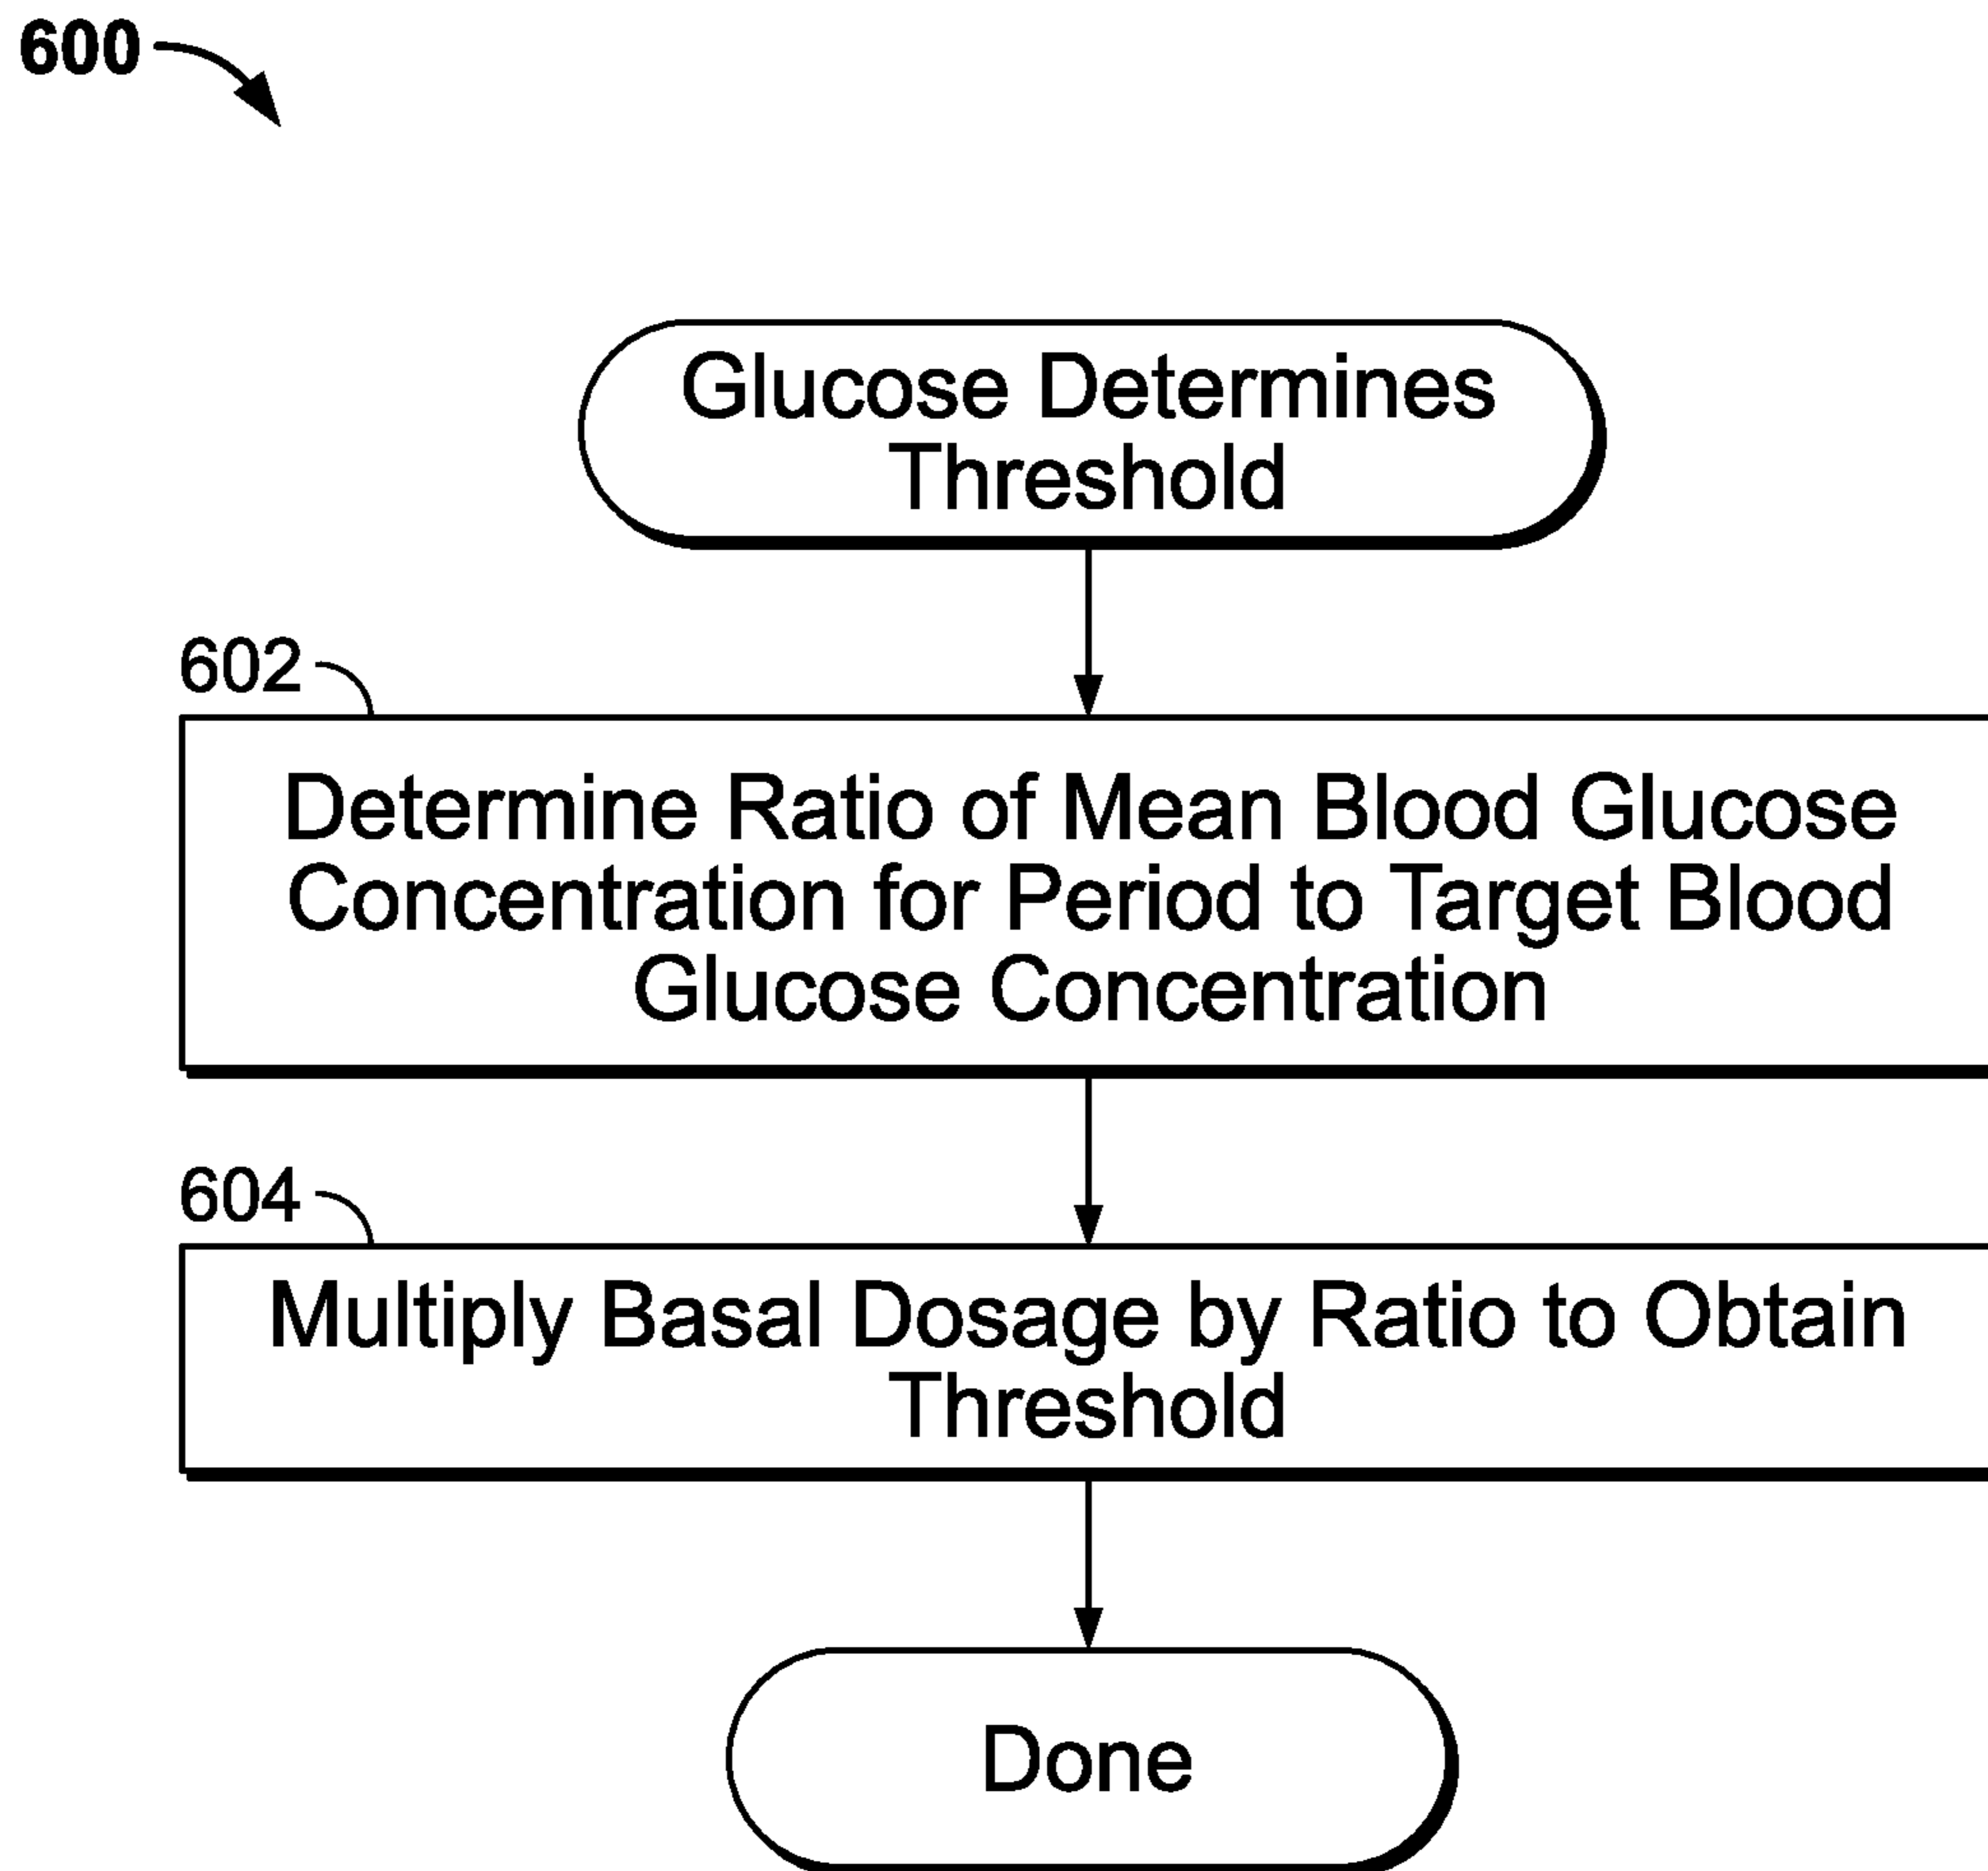 600
Glucose Determines
Threshold
602
Determine Ratio of Mean Blood Glucose
Concentration for Period to Target Blood
Glucose Concentration
604
Multiply Basal Dosage by Ratio to Obtain
Threshold
Done